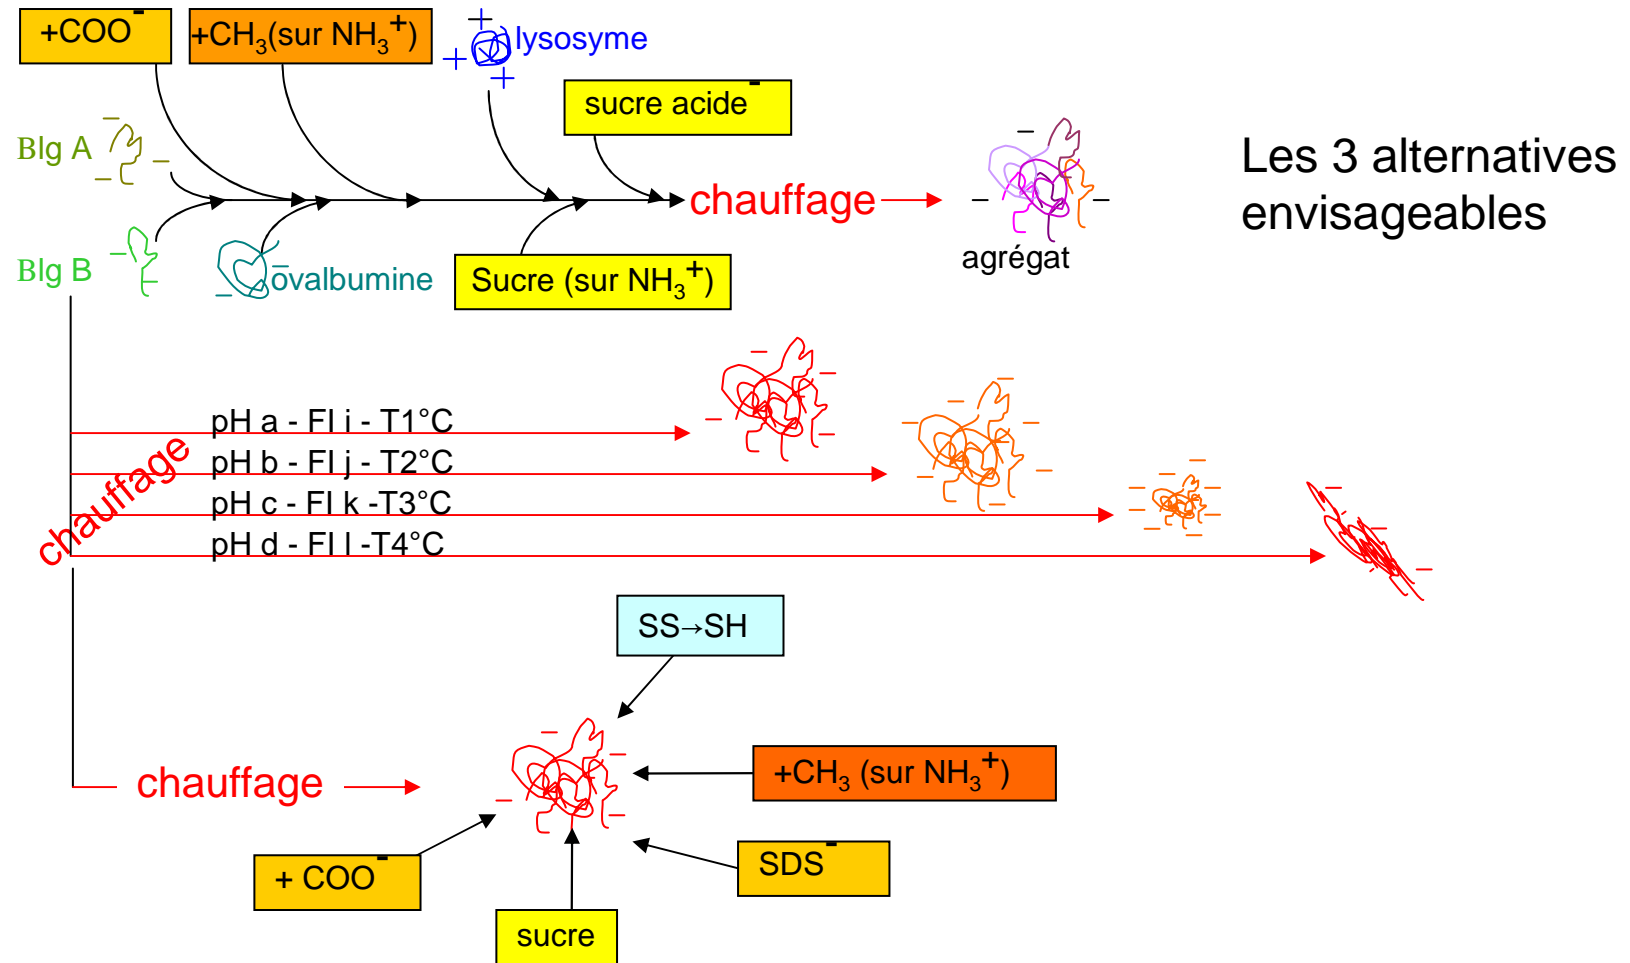 +COO⁻
+CH₃(sur NH₃⁺)
lysosyme
sucre acide⁻
Blg A
chauffage
Les 3 alternatives
envisageables
Blg B
ovalbumine
Sucre (sur NH₃⁺)
agrégat
chauffage
pH a - FI i - T1°C
pH b - FI j - T2°C
pH c - FI k -T3°C
pH d - FI l -T4°C
SS→SH
chauffage
+CH₃ (sur NH₃⁺)
+ COO⁻
SDS⁻
sucre